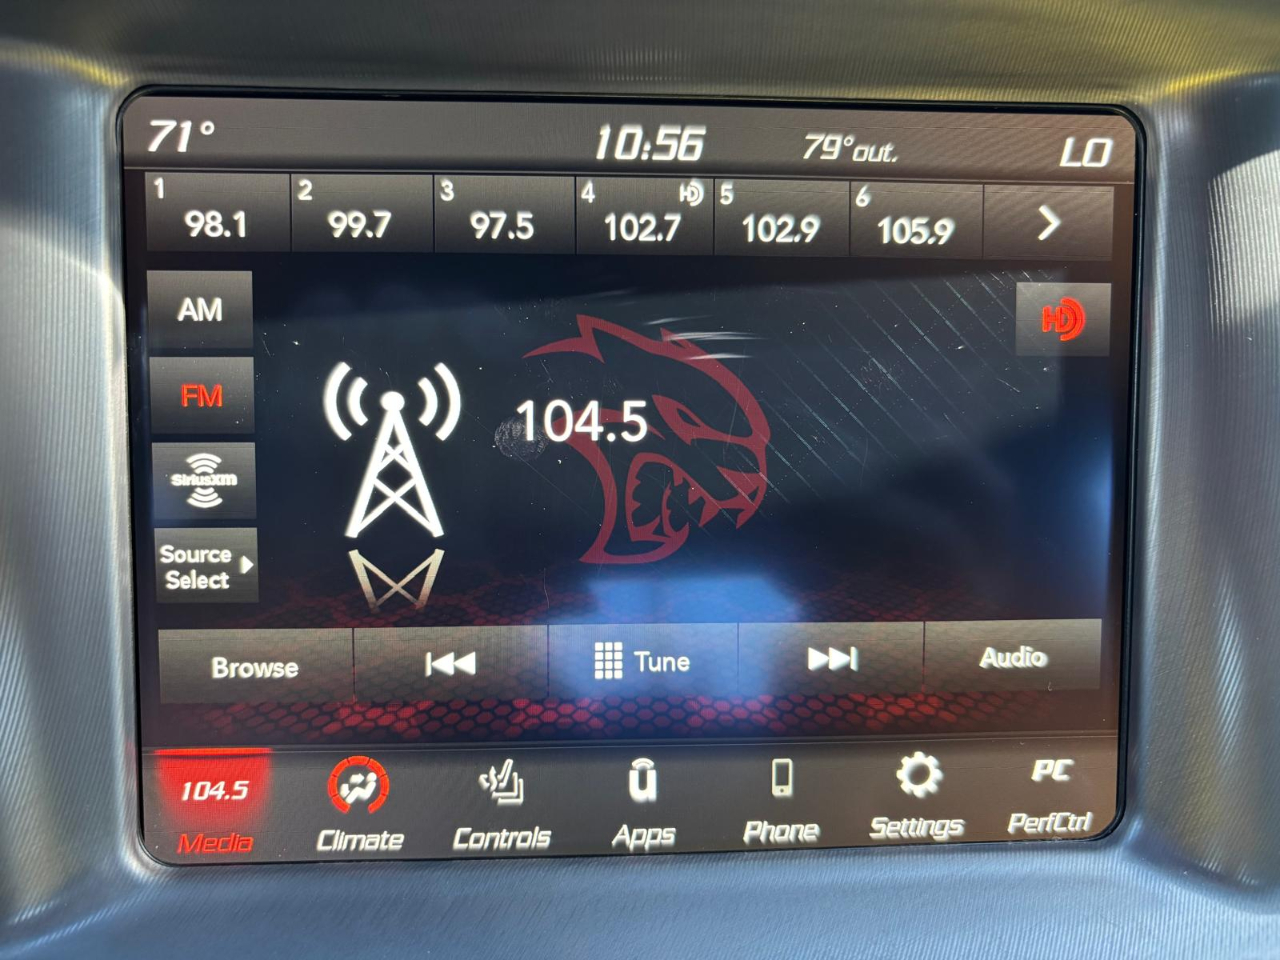 71° 10:56 79°out. LO
1 2 3 4 HD 5 6
98.1 99.7 97.5 102.7 102.9 105.9
AM
HD
FM
104.5
SiriusXM
Source
Select
Browse Tune Audio
104.5 PC
Media Climate Controls Apps Phone Settings PerfCtrl